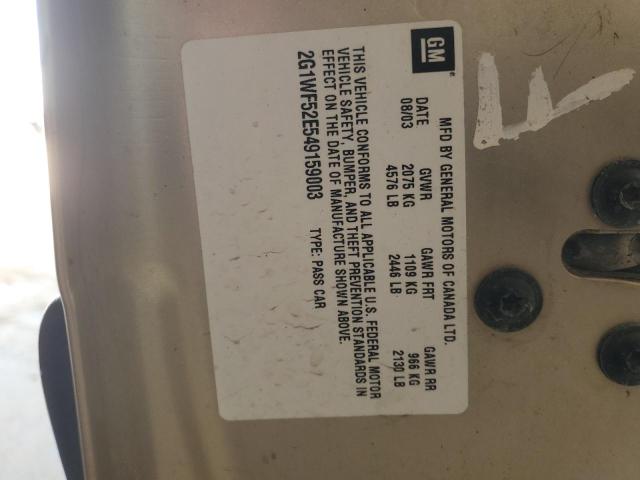 GM
MFD BY GENERAL MOTORS OF CANADA LTD.
DATE GVWR GAWR FRT GAWR RR
08/03 2075 KG 1109 KG 966 KG
4576 LB 2446 LB 2130 LB
THIS VEHICLE CONFORMS TO ALL APPLICABLE U.S. FEDERAL MOTOR
VEHICLE SAFETY, BUMPER, AND THEFT PREVENTION STANDARDS IN
EFFECT ON THE DATE OF MANUFACTURE SHOWN ABOVE.
2G1WF52E549159003 TYPE: PASS CAR